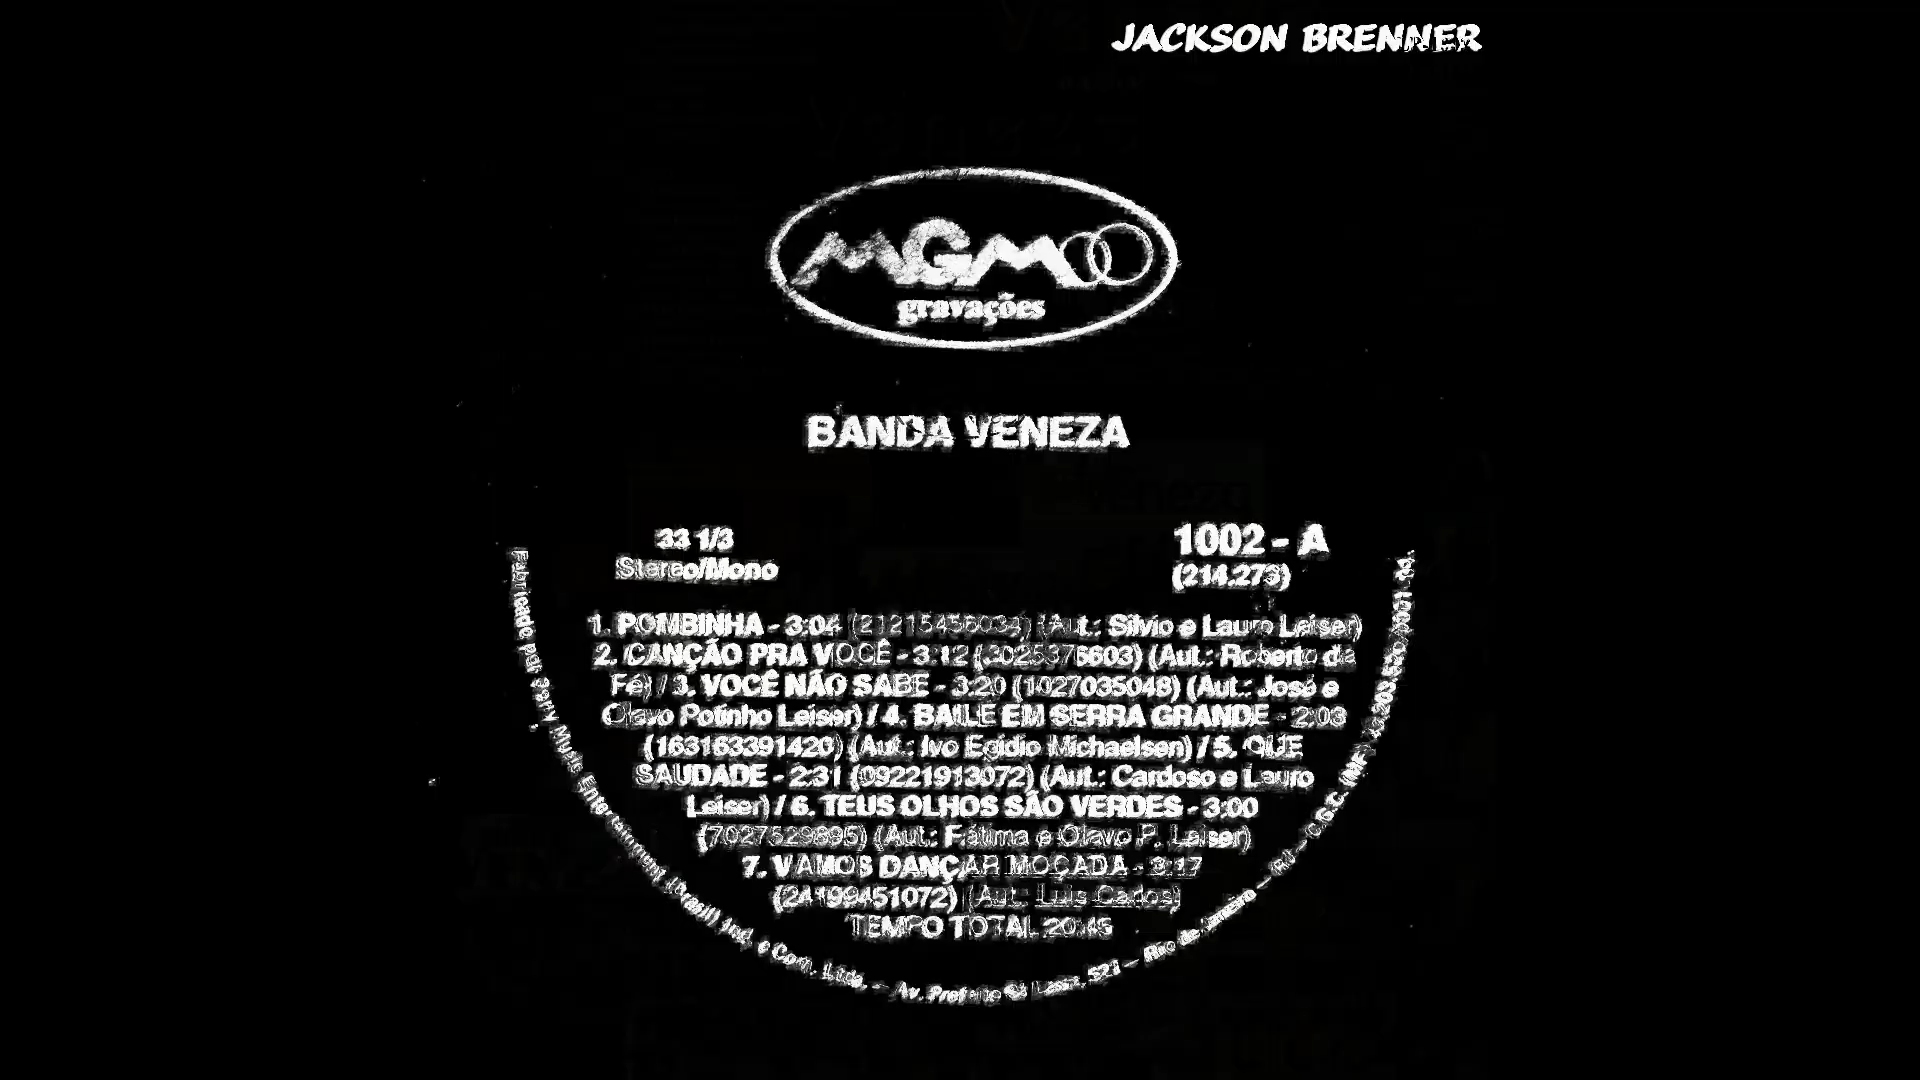 JACKSON BRENNER
MGM
gravações
BANDA VENEZA
33 1/3
Stereo/Mono
1002 - A
(214.273)
1. POMBINHA - 3:04 (21215456034) (Aut.: Silvio e Lauro Leiser)
2. CANÇÃO PRA VOCÊ - 3:12 (30253756603) (Aut.: Roberto da
Fé) / 3. VOCÊ NÃO SABE - 3:20 (1027035048) (Aut.: José e
Olavo Potinho Leiser) / 4. BAILE EM SERRA GRANDE - 2:03
(163163391420) (Aut.: Ivo Egidio Michaelsen) / 5. QUE
SAUDADE - 2:31 (09221913072) (Aut.: Cardoso e Lauro
Leiser) / 6. TEUS OLHOS SÃO VERDES - 3:00
(7027529895) (Aut.: Fátima e Olavo P. Leiser)
7. VAMOS DANÇAR MOÇADA - 3:17
(24199451072) (Aut.: Luis Carlos)
TEMPO TOTAL 20:45
Fabricado por Sony Music Entertainment (Brasil) Ind. e Com. Ltda. – Av. Prefeito Sá Lessa, 621 – Rio de Janeiro – RJ – C.G.C. (MF)